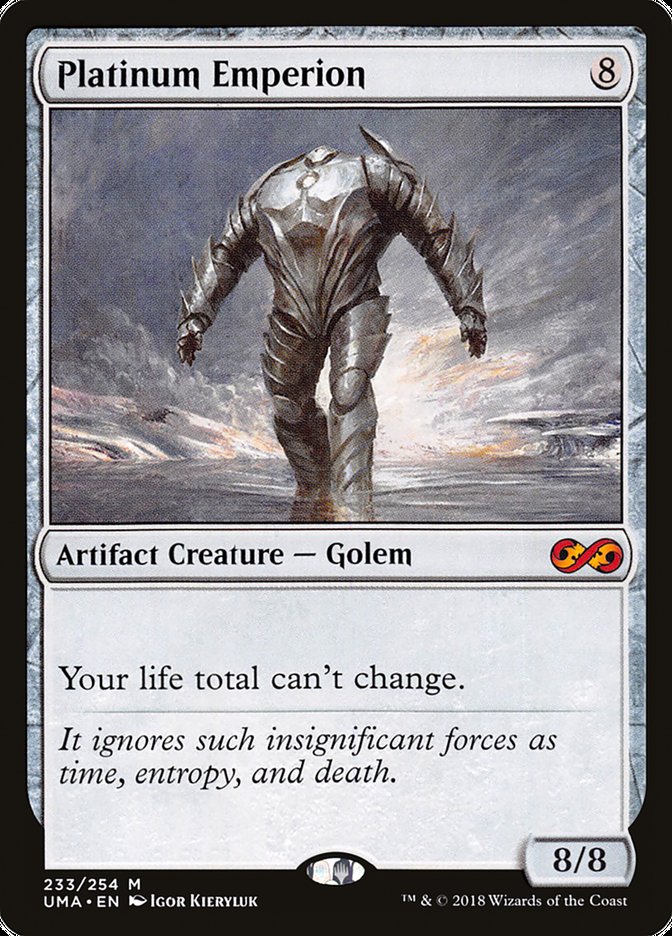 Platinum Emperion 8
Artifact Creature — Golem
Your life total can't change.
It ignores such insignificant forces as
time, entropy, and death.
8/8
233/254 M
UMA • EN Igor Kieryluk
™ & © 2018 Wizards of the Coast